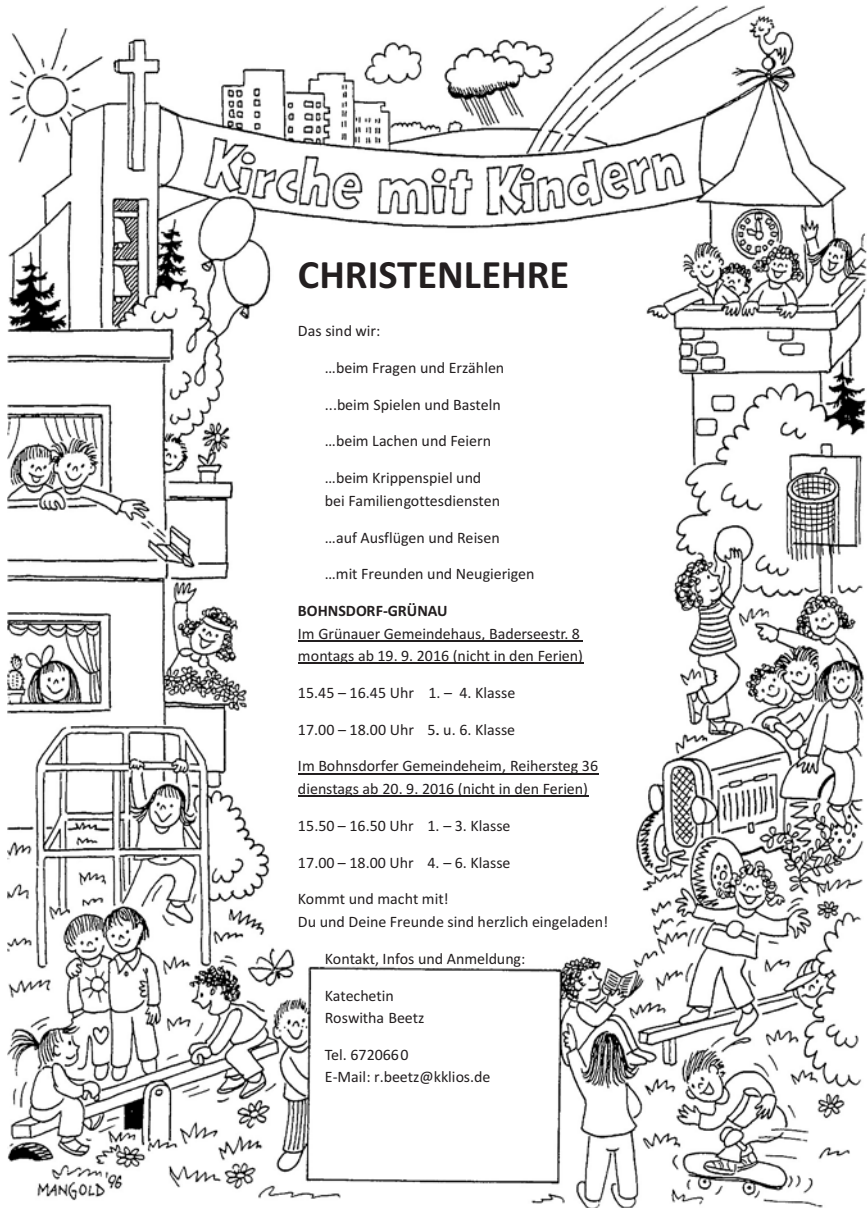 Kirche mit Kindern
CHRISTENLEHRE
Das sind wir:
…beim Fragen und Erzählen
...beim Spielen und Basteln
…beim Lachen und Feiern
…beim Krippenspiel und
bei Familiengottesdiensten
…auf Ausflügen und Reisen
…mit Freunden und Neugierigen
BOHNSDORF-GRÜNAU
Im Grünauer Gemeindehaus, Baderseestr. 8
montags ab 19. 9. 2016 (nicht in den Ferien)
15.45 – 16.45 Uhr 1. – 4. Klasse
17.00 – 18.00 Uhr 5. u. 6. Klasse
Im Bohnsdorfer Gemeindeheim, Reihersteg 36
dienstags ab 20. 9. 2016 (nicht in den Ferien)
15.50 – 16.50 Uhr 1. – 3. Klasse
17.00 – 18.00 Uhr 4. – 6. Klasse
Kommt und macht mit!
Du und Deine Freunde sind herzlich eingeladen!
Kontakt, Infos und Anmeldung:
Katechetin
Roswitha Beetz
Tel. 6720660
E-Mail: r.beetz@kklios.de
MANGOLD '96